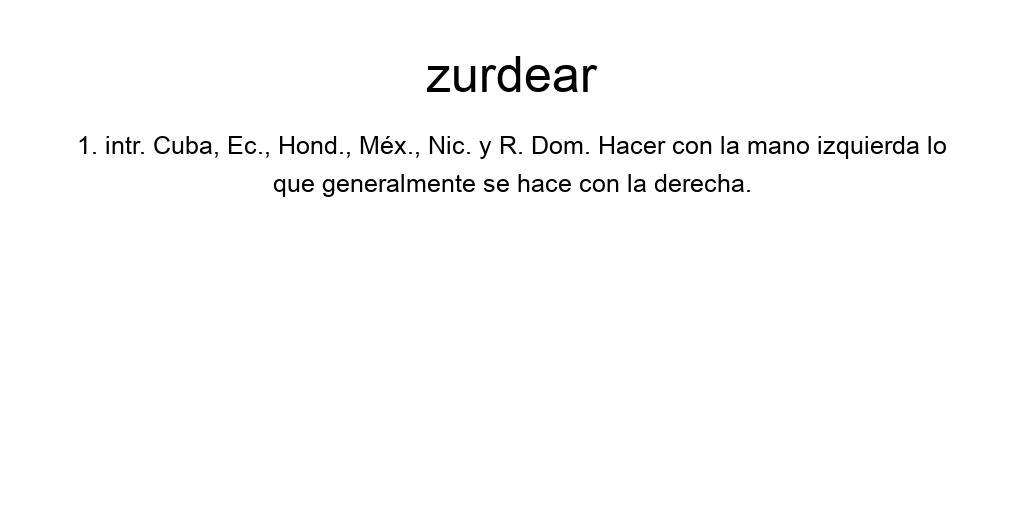 zurdear
1. intr. Cuba, Ec., Hond., Méx., Nic. y R. Dom. Hacer con la mano izquierda lo
que generalmente se hace con la derecha.